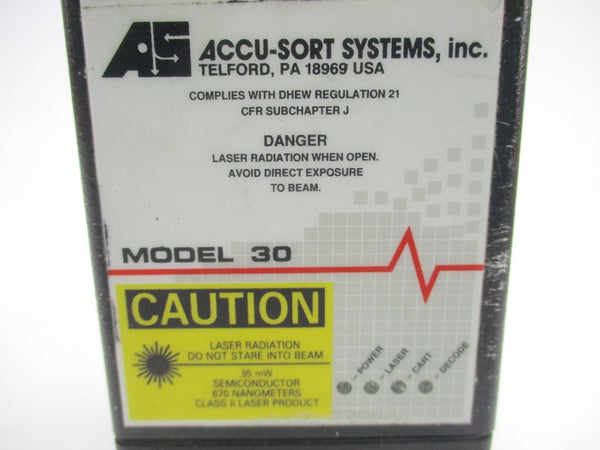 AS ACCU-SORT SYSTEMS, inc.
TELFORD, PA 18969 USA
COMPLIES WITH DHEW REGULATION 21
CFR SUBCHAPTER J
DANGER
LASER RADIATION WHEN OPEN.
AVOID DIRECT EXPOSURE
TO BEAM.
MODEL 30
CAUTION
LASER RADIATION
DO NOT STARE INTO BEAM
.95 mW
SEMICONDUCTOR
670 NANOMETERS
CLASS II LASER PRODUCT
- POWER
- LASER
- CART
- DECODE